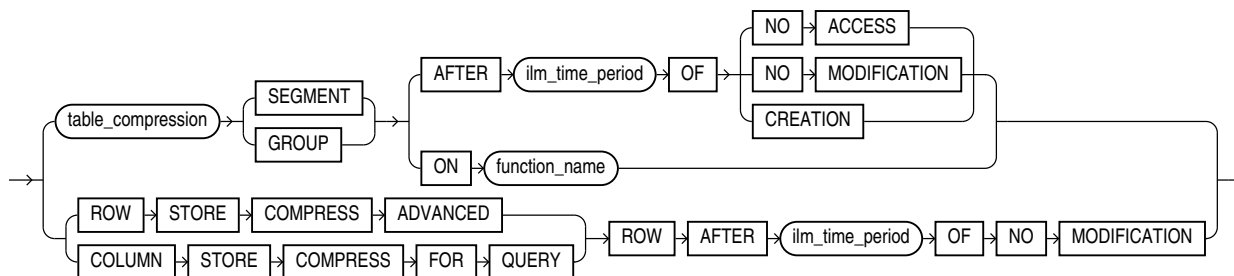 NO ACCESS
AFTER ilm_time_period OF NO MODIFICATION
SEGMENT
table_compression
CREATION
GROUP
ON function_name
ROW STORE COMPRESS ADVANCED
ROW AFTER ilm_time_period OF NO MODIFICATION
COLUMN STORE COMPRESS FOR QUERY